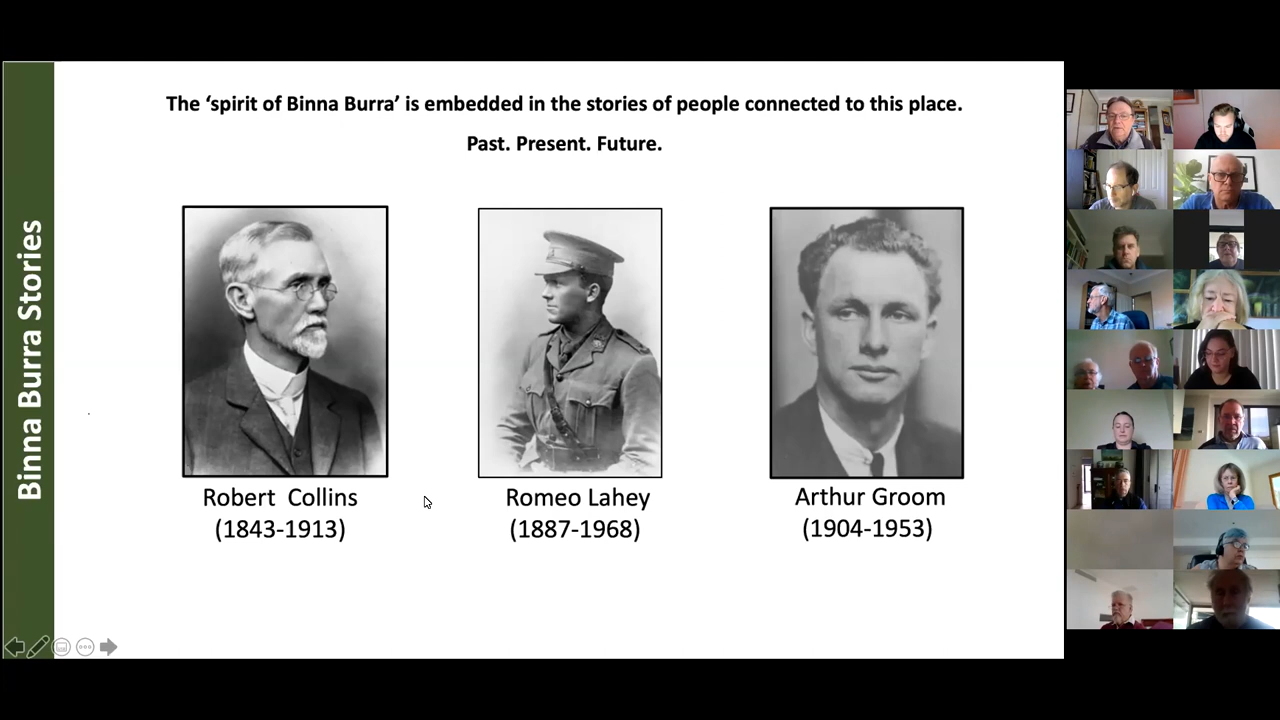 The ‘spirit of Binna Burra’ is embedded in the stories of people connected to this place.
Past. Present. Future.
Binna Burra Stories
Robert Collins
(1843-1913)
Romeo Lahey
(1887-1968)
Arthur Groom
(1904-1953)